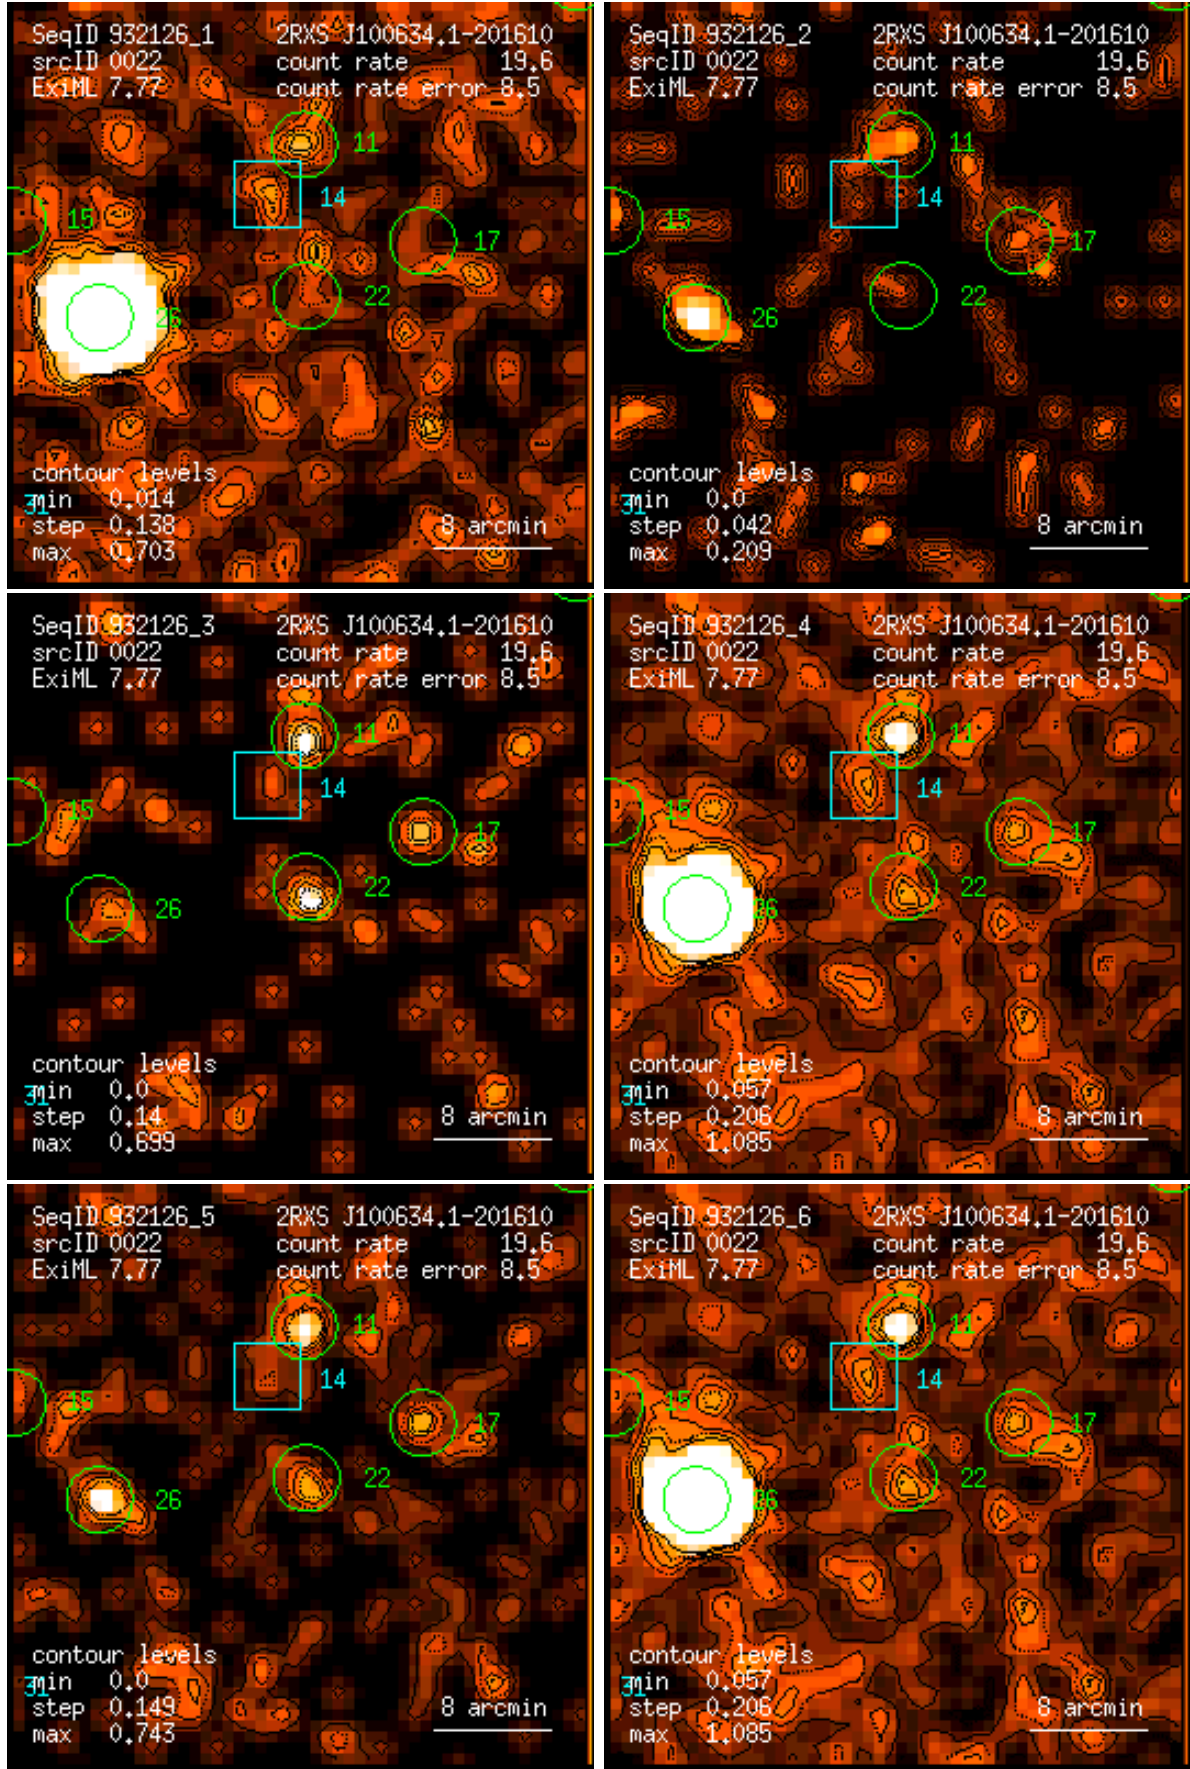 SeqID 932126_1 2RXS J100634.1-201610
srcID 0022 count rate 19.6
ExiML 7.77 count rate error 8.5
11
14
15
17
22
26
contour levels
31
min 0.014
step 0.138
max 0.703
8 arcmin
SeqID 932126_2 2RXS J100634.1-201610
srcID 0022 count rate 19.6
ExiML 7.77 count rate error 8.5
11
14
15
17
22
26
contour levels
31
min 0.0
step 0.042
max 0.209
8 arcmin
SeqID 932126_3 2RXS J100634.1-201610
srcID 0022 count rate 19.6
ExiML 7.77 count rate error 8.5
11
14
15
17
22
26
contour levels
31
min 0.0
step 0.14
max 0.699
8 arcmin
SeqID 932126_4 2RXS J100634.1-201610
srcID 0022 count rate 19.6
ExiML 7.77 count rate error 8.5
11
14
15
17
22
26
contour levels
31
min 0.057
step 0.206
max 1.085
8 arcmin
SeqID 932126_5 2RXS J100634.1-201610
srcID 0022 count rate 19.6
ExiML 7.77 count rate error 8.5
11
14
15
17
22
26
contour levels
31
min 0.0
step 0.149
max 0.743
8 arcmin
SeqID 932126_6 2RXS J100634.1-201610
srcID 0022 count rate 19.6
ExiML 7.77 count rate error 8.5
11
14
15
17
22
26
contour levels
31
min 0.057
step 0.206
max 1.085
8 arcmin